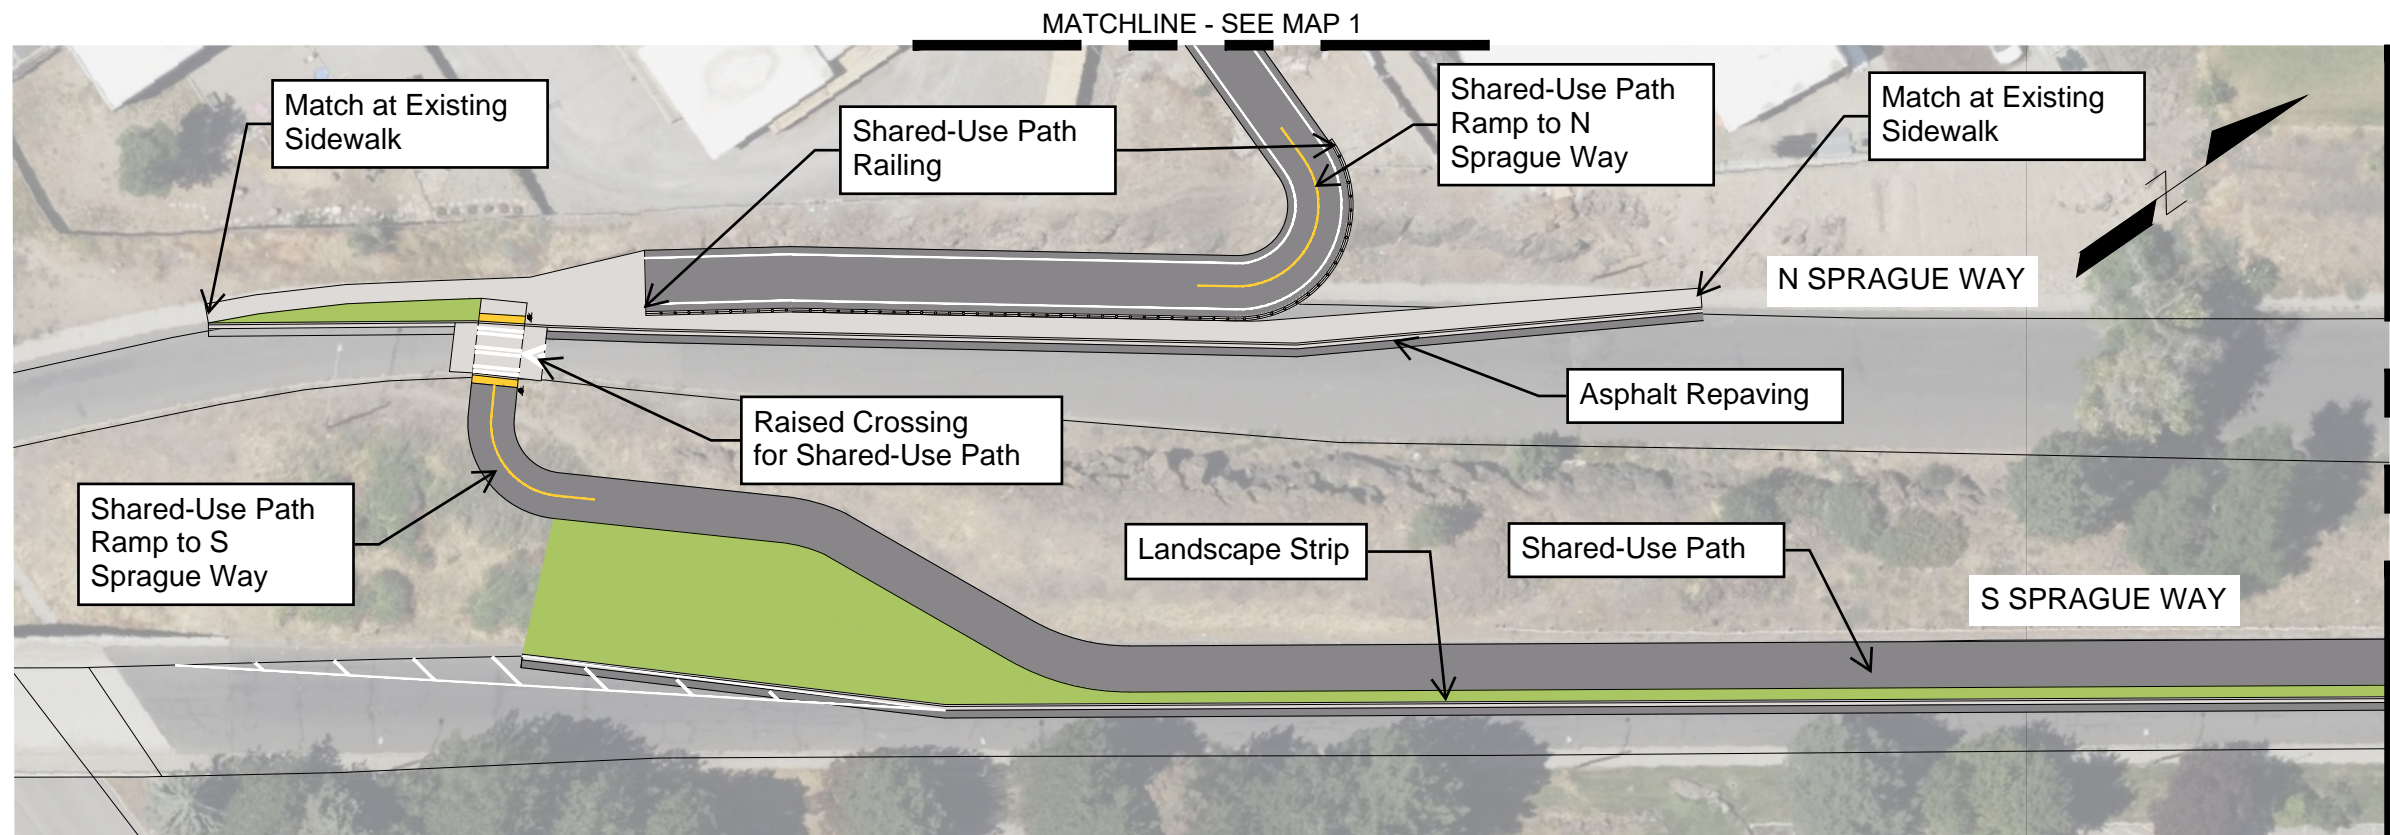 MATCHLINE - SEE MAP 1
Match at Existing
Sidewalk
Shared-Use Path
Railing
Shared-Use Path
Ramp to N
Sprague Way
Match at Existing
Sidewalk
N SPRAGUE WAY
Asphalt Repaving
Raised Crossing
for Shared-Use Path
Shared-Use Path
Ramp to S
Sprague Way
Landscape Strip
Shared-Use Path
S SPRAGUE WAY
Z